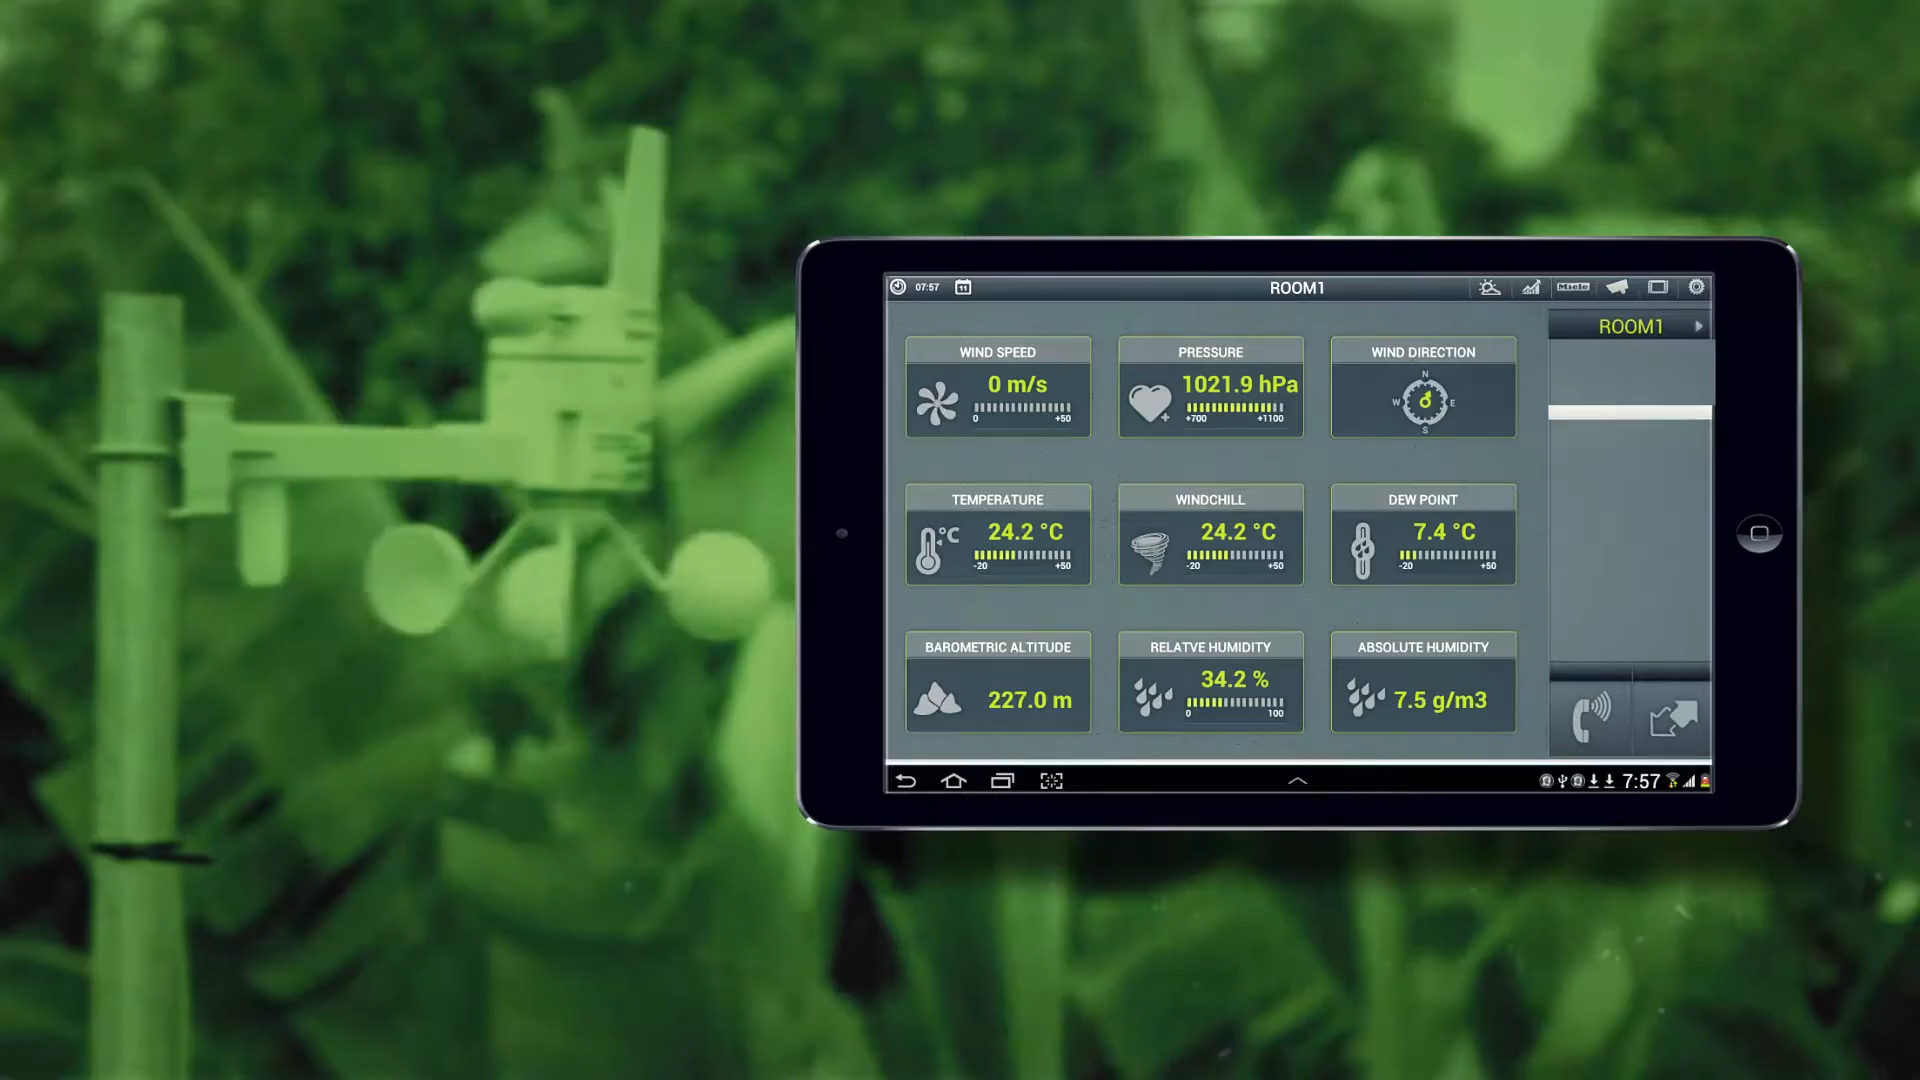 07:57
11
ROOM1
Miele
ROOM1
WIND SPEED
0 m/s
0 +50
PRESSURE
1021.9 hPa
+700 +1100
WIND DIRECTION
N
W E
S
TEMPERATURE
°C
24.2 °C
-20 +50
WINDCHILL
24.2 °C
-20 +50
DEW POINT
7.4 °C
-20 +50
BAROMETRIC ALTITUDE
227.0 m
RELATVE HUMIDITY
34.2 %
0 100
ABSOLUTE HUMIDITY
7.5 g/m3
7:57